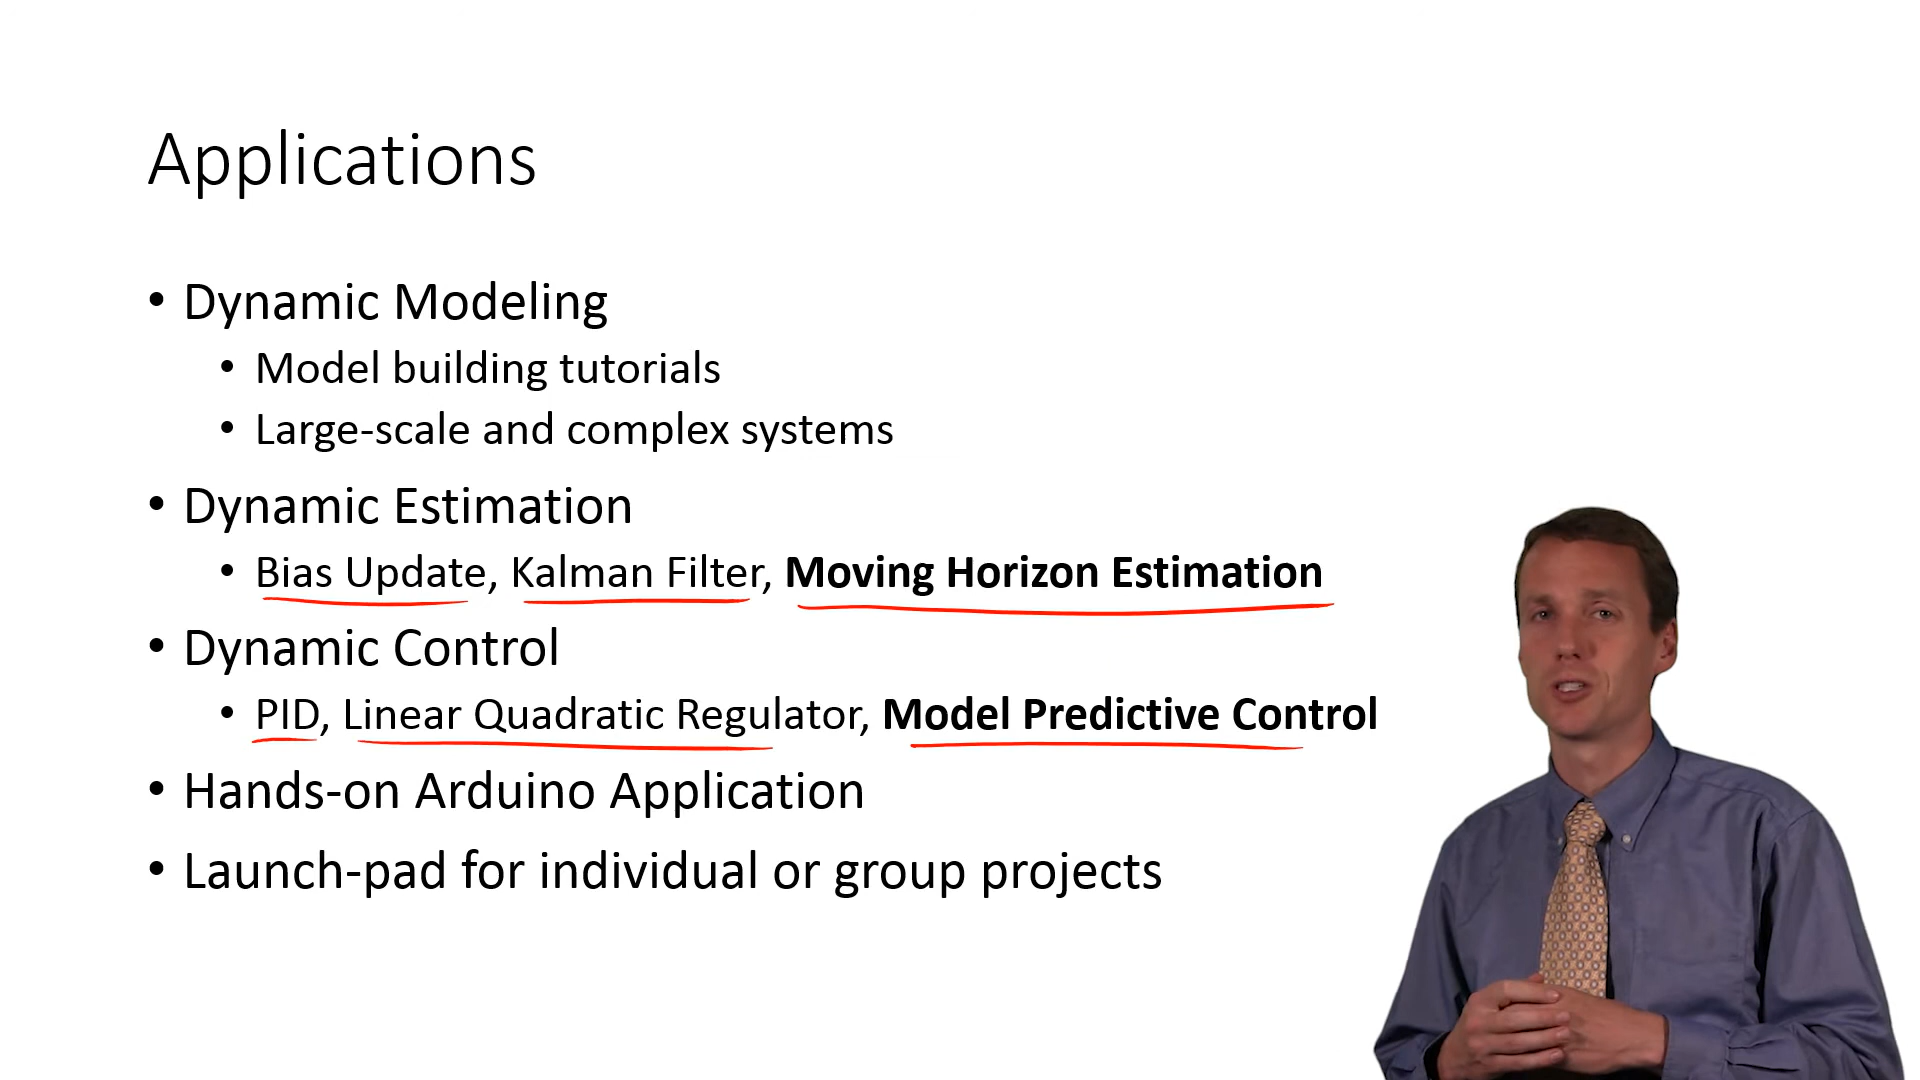 Applications
• Dynamic Modeling
• Model building tutorials
• Large-scale and complex systems
• Dynamic Estimation
• Bias Update, Kalman Filter, Moving Horizon Estimation
• Dynamic Control
• PID, Linear Quadratic Regulator, Model Predictive Control
• Hands-on Arduino Application
• Launch-pad for individual or group projects